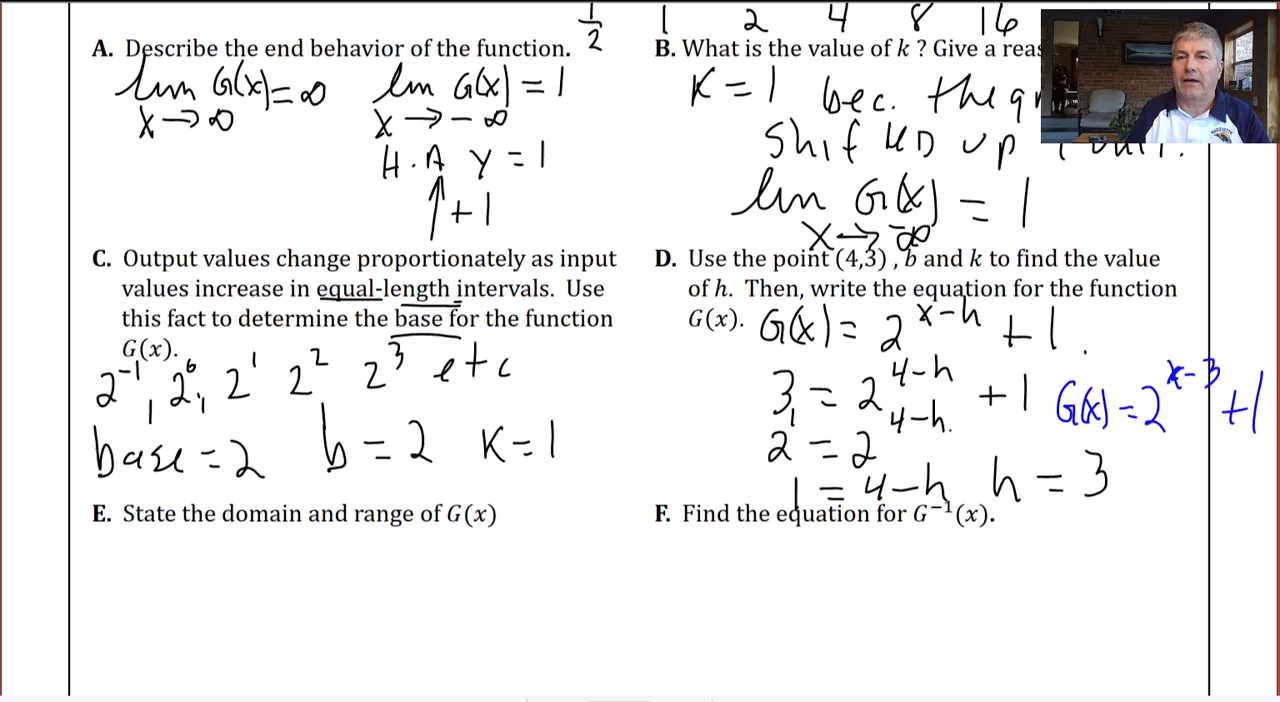 1/2 1 2 4 8 16
A. Describe the end behavior of the function.
lim G(x) = ∞ lim G(x) = 1
x → ∞ x → -∞
H.A y = 1
↑ +1
B. What is the value of k ? Give a
K = 1 bec. the
Shifted up 1
lim G(x) = 1
x → -∞
C. Output values change proportionately as input
values increase in equal-length intervals. Use
this fact to determine the base for the function
G(x).
2^-1, 2^0, 2^1 2^2 2^3 etc
base = 2 b = 2 K = 1
D. Use the point (4,3) , b and k to find the value
of h. Then, write the equation for the function
G(x). G(x) = 2^(x-h) + 1.
3 = 2^(4-h) + 1 G(x) = 2^(x-3) + 1
2 = 2^(4-h)
1 = 4-h h = 3
E. State the domain and range of G(x)
F. Find the equation for G⁻¹(x).